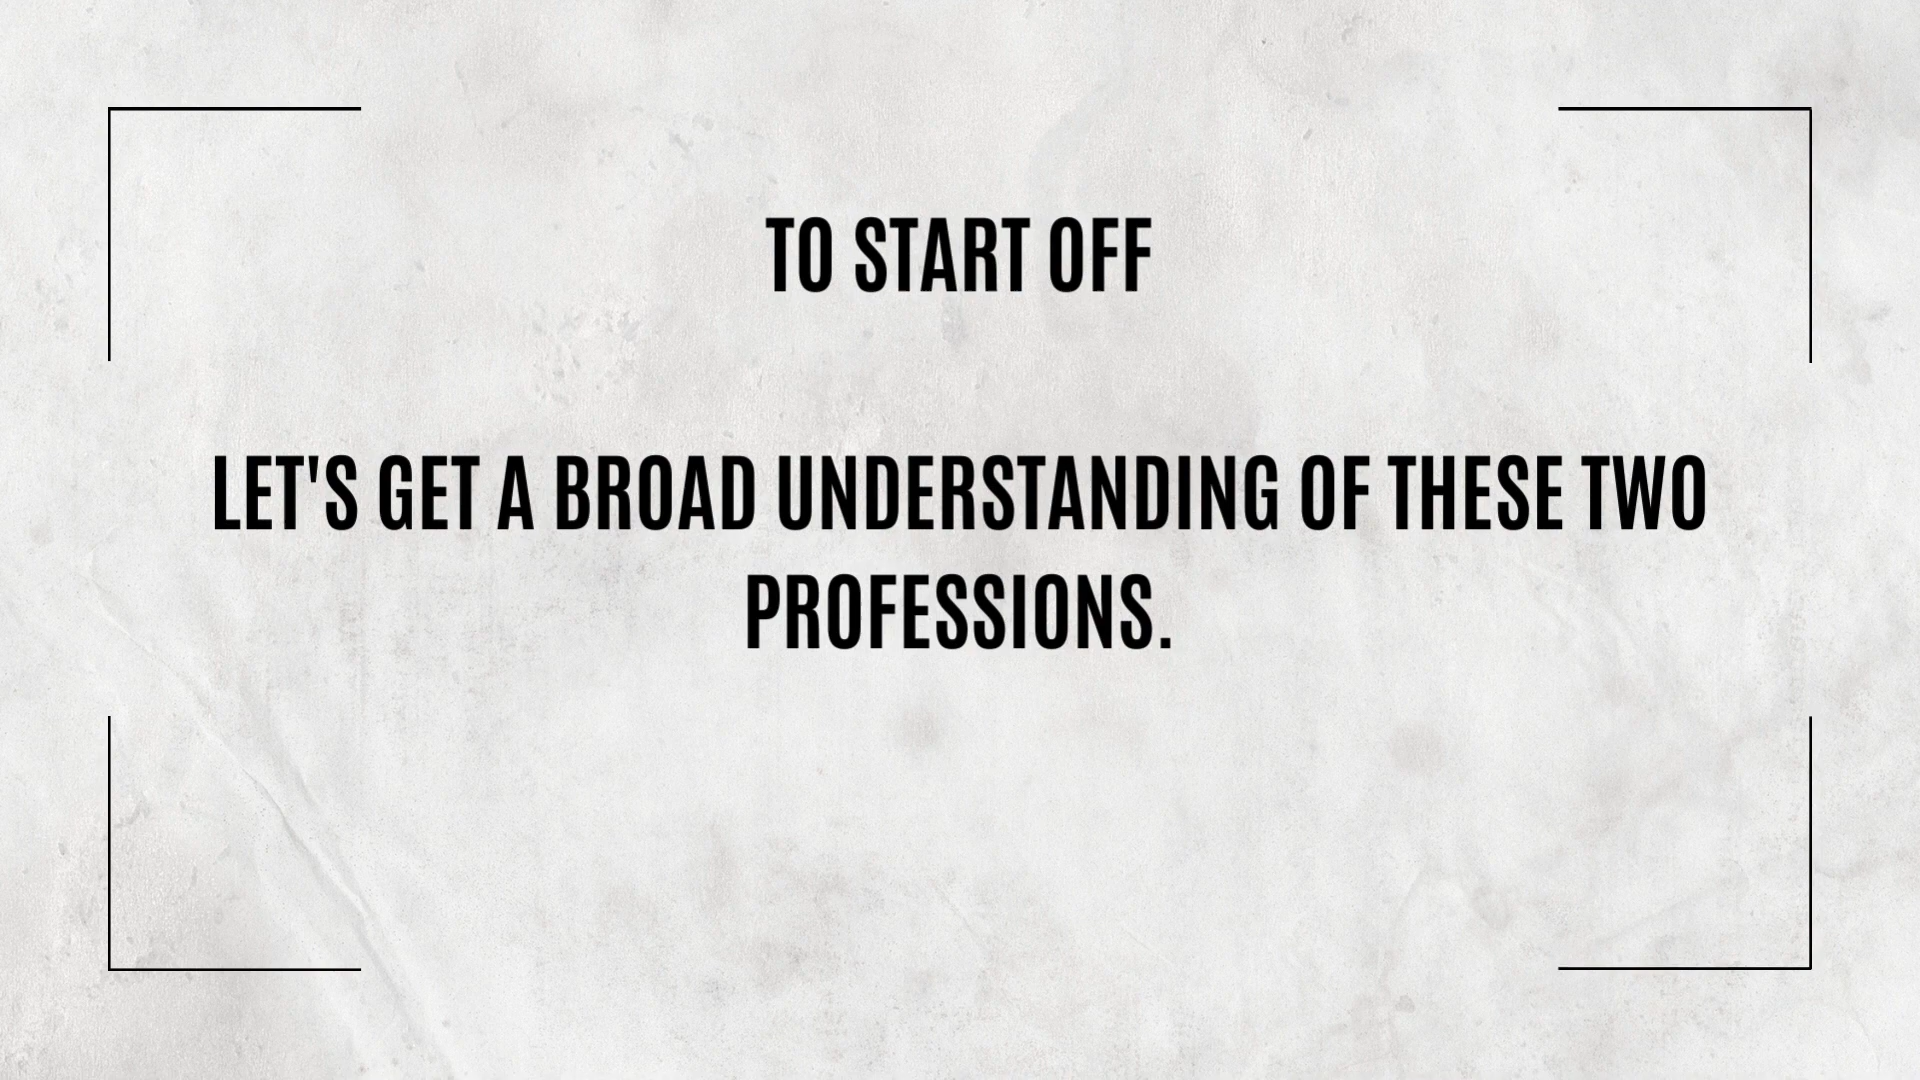 TO START OFF
LET'S GET A BROAD UNDERSTANDING OF THESE TWO
PROFESSIONS.